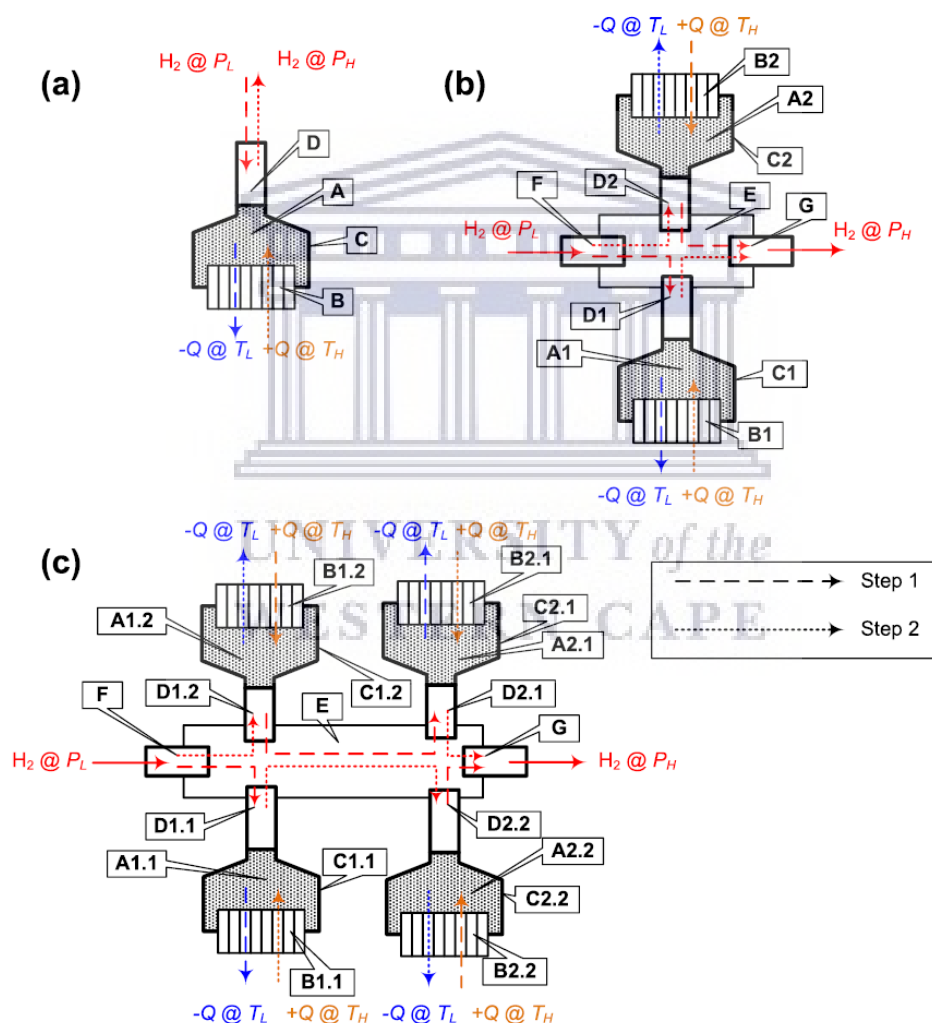 (a)
H2 @ PL
H2 @ PH
D
A
C
B
-Q @ TL +Q @ TH
(b)
-Q @ TL +Q @ TH
B2
A2
C2
D2
E
F
G
H2 @ PL
H2 @ PH
D1
A1
C1
B1
-Q @ TL +Q @ TH
UNIVERSITY of the
WESTERN CAPE
(c)
-Q @ TL +Q @ TH
-Q @ TL +Q @ TH
B1.2
B2.1
A1.2
C2.1
A2.1
C1.2
D1.2
E
D2.1
F
G
H2 @ PL
H2 @ PH
D1.1
D2.2
A1.1
C1.1
A2.2
C2.2
B1.1
B2.2
-Q @ TL +Q @ TH
-Q @ TL +Q @ TH
Step 1
Step 2